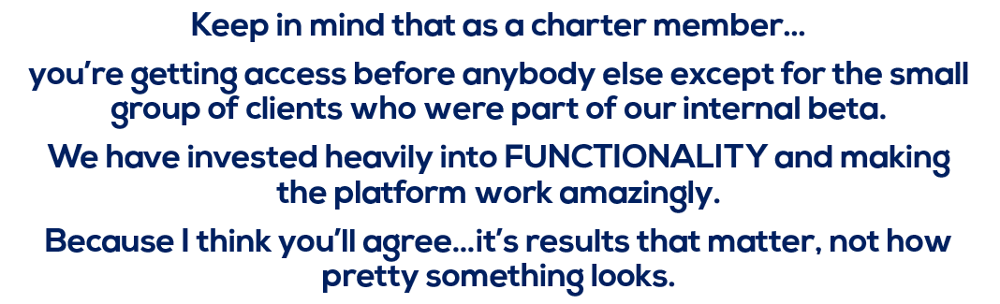 Keep in mind that as a charter member...
you're getting access before anybody else except for the small
group of clients who were part of our internal beta.
We have invested heavily into FUNCTIONALITY and making
the platform work amazingly.
Because I think you'll agree...it's results that matter, not how
pretty something looks.